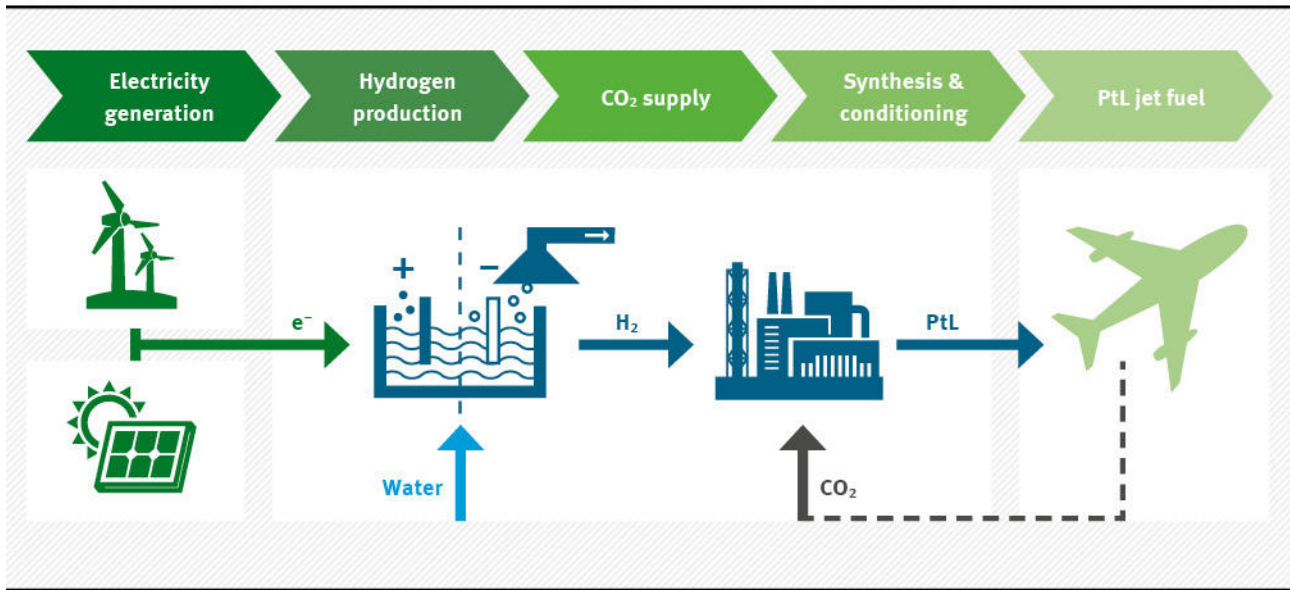 Electricity
generation
Hydrogen
production
CO₂ supply
Synthesis &
conditioning
PtL jet fuel
+
−
e⁻
H₂
PtL
Water
CO₂